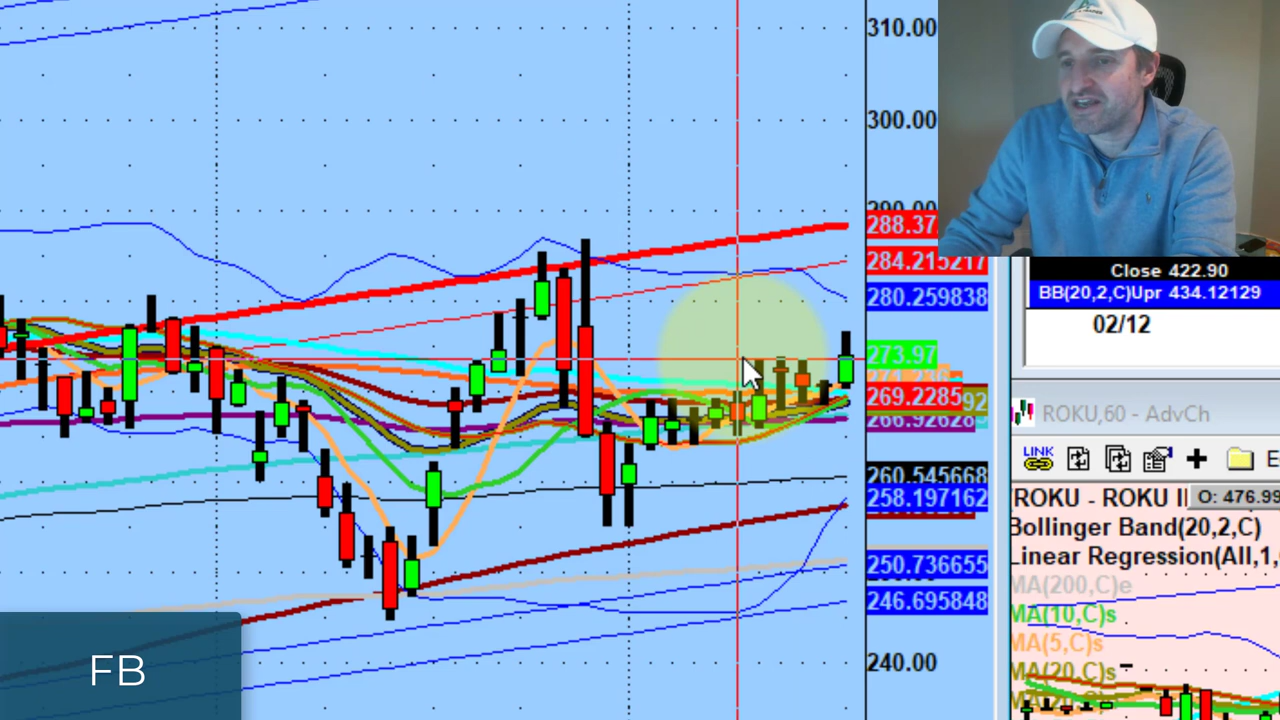 310.00
300.00
290.00
288.37
284.215217
280.259838
273.97
269.2285
260.545668
258.197162
250.736655
246.695848
240.00
FB
Close 422.90
BB(20,2,C)Upr 434.12129
02/12
ROKU,60 - AdvCh
LINK
ROKU - ROKU I
O: 476.99
Bollinger Band(20,2,C)
Linear Regression(All,1,
MA(200,C)e
MA(10,C)s
MA(5,C)s
MA(20,C)s